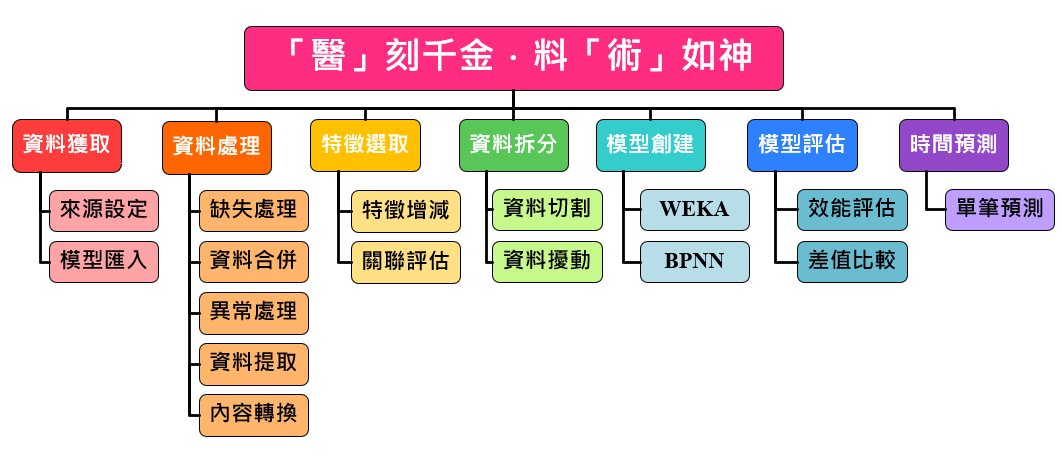 「醫」刻千金．料「術」如神
資料獲取
來源設定
模型匯入
資料處理
缺失處理
資料合併
異常處理
資料提取
內容轉換
特徵選取
特徵增減
關聯評估
資料拆分
資料切割
資料擾動
模型創建
WEKA
BPNN
模型評估
效能評估
差值比較
時間預測
單筆預測